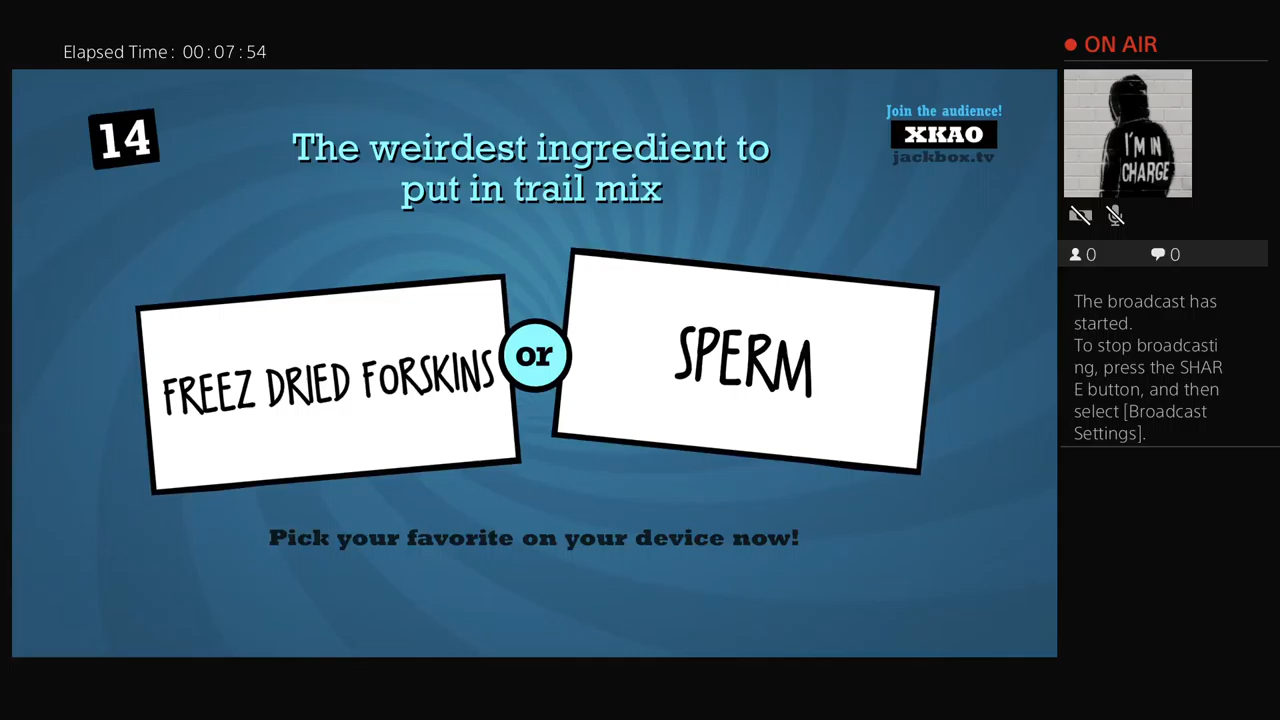 Elapsed Time: 00:07:54
ON AIR
14
The weirdest ingredient to
put in trail mix
Join the audience!
XKAO
jackbox.tv
I'M IN
CHARGE
0
0
FREEZ DRIED FORSKINS
or
SPERM
The broadcast has
started.
To stop broadcasti
ng, press the SHAR
E button, and then
select [Broadcast
Settings].
Pick your favorite on your device now!